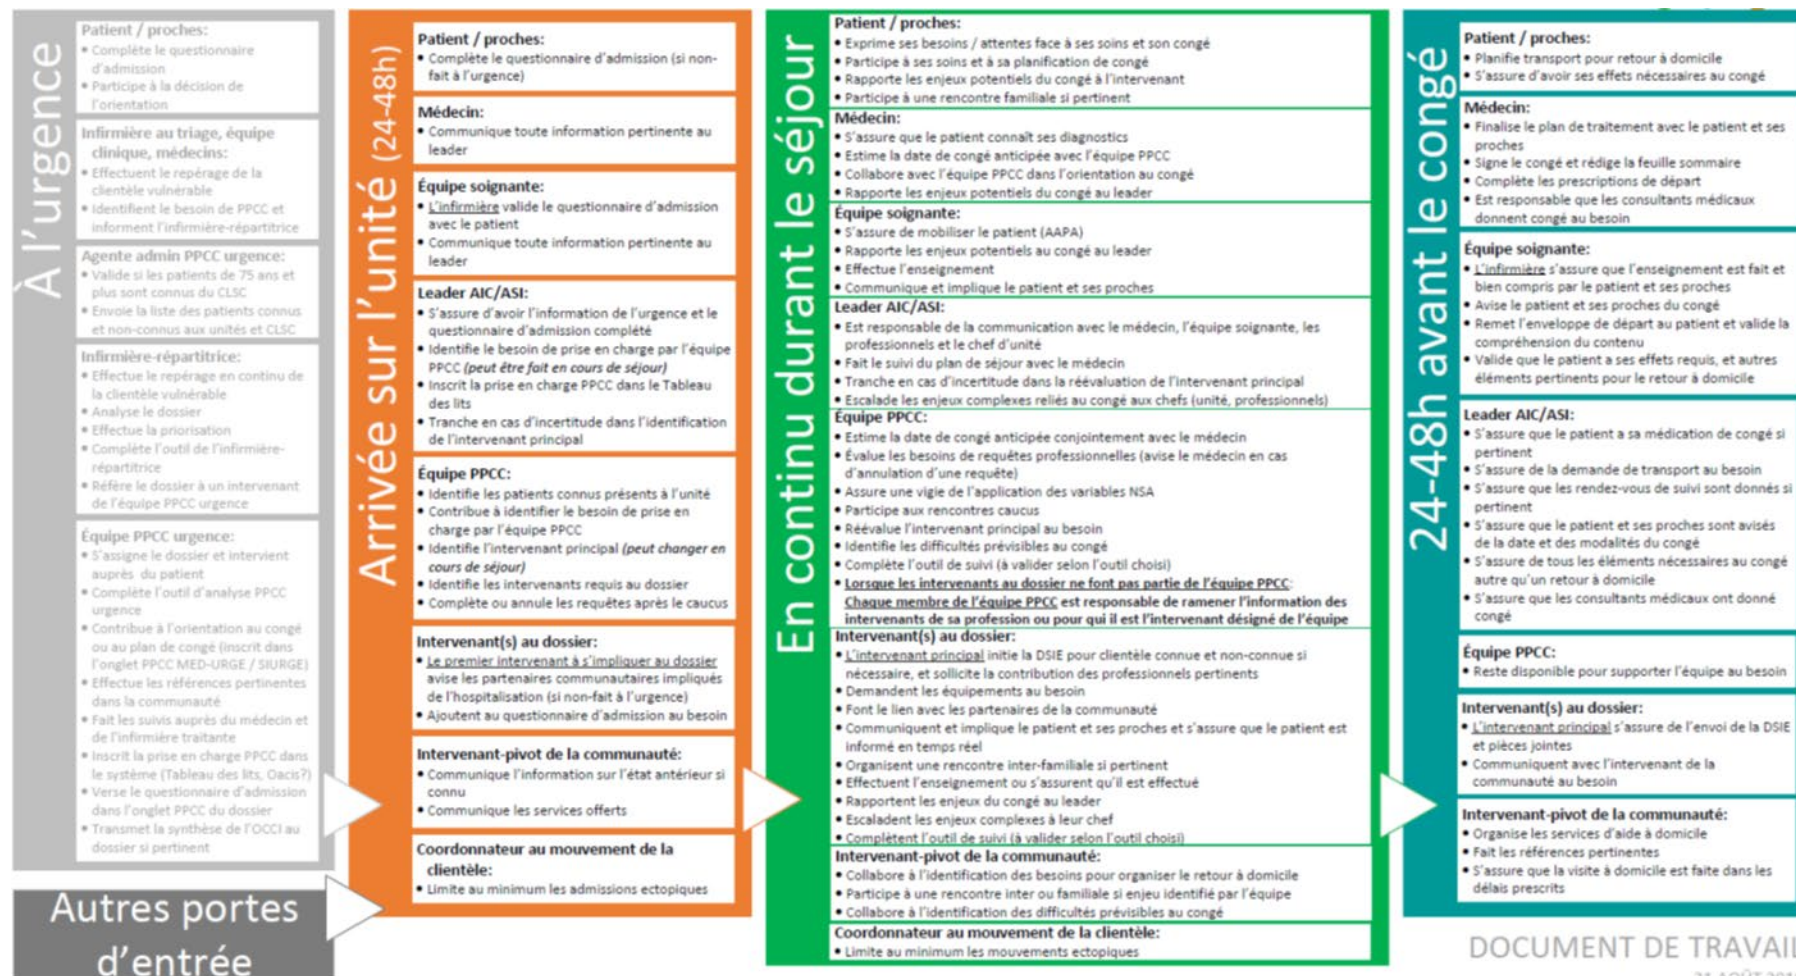 À l'urgence
Patient / proches:
• Complète le questionnaire
d'admission
• Participe à la décision de
l'orientation
Infirmière au triage, équipe
clinique, médecins:
• Effectuent le repérage de la
clientèle vulnérable
• Identifient le besoin de PPCC et
informent l'infirmière-répartitrice
Agente admin PPCC urgence:
• Valide si les patients de 75 ans et
plus sont connus du CLSC
• Envoie la liste des patients connus
et non-connus aux unités et CLSC
Infirmière-répartitrice:
• Effectue le repérage en continu de
la clientèle vulnérable
• Analyse le dossier
• Effectue la priorisation
• Complète l'outil de l'infirmière-
répartitrice
• Réfère le dossier à un intervenant
de l'équipe PPCC urgence
Équipe PPCC urgence:
• S'assigne le dossier et intervient
auprès du patient
• Complète l'outil d'analyse PPCC
urgence
• Contribue à l'orientation au congé
ou au plan de congé (inscrit dans
l'onglet PPCC MED-URGE / SIURGE)
• Effectue les références pertinentes
dans la communauté
• Fait les suivis auprès du médecin et
de l'infirmière traitante
• Inscrit la prise en charge PPCC dans
le système (Tableau des lits, Oacis?)
• Verse le questionnaire d'admission
dans l'onglet PPCC du dossier
• Transmet la synthèse de l'OCCI au
dossier si pertinent
Autres portes
d'entrée
Arrivée sur l'unité (24-48h)
Patient / proches:
• Complète le questionnaire d'admission (si non-
fait à l'urgence)
Médecin:
• Communique toute information pertinente au
leader
Équipe soignante:
• L'infirmière valide le questionnaire d'admission
avec le patient
• Communique toute information pertinente au
leader
Leader AIC/ASI:
• S'assure d'avoir l'information de l'urgence et le
questionnaire d'admission complété
• Identifie le besoin de prise en charge par l'équipe
PPCC (peut être fait en cours de séjour)
• Inscrit la prise en charge PPCC dans le Tableau
des lits
• Tranche en cas d'incertitude dans l'identification
de l'intervenant principal
Équipe PPCC:
• Identifie les patients connus présents à l'unité
• Contribue à identifier le besoin de prise en
charge par l'équipe PPCC
• Identifie l'intervenant principal (peut changer en
cours de séjour)
• Identifie les intervenants requis au dossier
• Complète ou annule les requêtes après le caucus
Intervenant(s) au dossier:
• Le premier intervenant à s'impliquer au dossier
avise les partenaires communautaires impliqués
de l'hospitalisation (si non-fait à l'urgence)
• Ajoutent au questionnaire d'admission au besoin
Intervenant-pivot de la communauté:
• Communique l'information sur l'état antérieur si
connu
• Communique les services offerts
Coordonnateur au mouvement de la
clientèle:
• Limite au minimum les admissions ectopiques
En continu durant le séjour
Patient / proches:
• Exprime ses besoins / attentes face à ses soins et son congé
• Participe à ses soins et à sa planification de congé
• Rapporte les enjeux potentiels du congé à l'intervenant
• Participe à une rencontre familiale si pertinent
Médecin:
• S'assure que le patient connaît ses diagnostics
• Estime la date de congé anticipée avec l'équipe PPCC
• Collabore avec l'équipe PPCC dans l'orientation au congé
• Rapporte les enjeux potentiels du congé au leader
Équipe soignante:
• S'assure de mobiliser le patient (AAPA)
• Rapporte les enjeux potentiels au congé au leader
• Effectue l'enseignement
• Communique et implique le patient et ses proches
Leader AIC/ASI:
• Est responsable de la communication avec le médecin, l'équipe soignante, les
professionnels et le chef d'unité
• Fait le suivi du plan de séjour avec le médecin
• Tranche en cas d'incertitude dans la réévaluation de l'intervenant principal
• Escalade les enjeux complexes reliés au congé aux chefs (unité, professionnels)
Équipe PPCC:
• Estime la date de congé anticipée conjointement avec le médecin
• Évalue les besoins de requêtes professionnelles (avise le médecin en cas
d'annulation d'une requête)
• Assure une vigie de l'application des variables NSA
• Participe aux rencontres caucus
• Réévalue l'intervenant principal au besoin
• Identifie les difficultés prévisibles au congé
• Complète l'outil de suivi (à valider selon l'outil choisi)
• Lorsque les intervenants au dossier ne font pas partie de l'équipe PPCC:
Chaque membre de l'équipe PPCC est responsable de ramener l'information des
intervenants de sa profession ou pour qui il est l'intervenant désigné de l'équipe
Intervenant(s) au dossier:
• L'intervenant principal initie la DSIE pour clientèle connue et non-connue si
nécessaire, et sollicite la contribution des professionnels pertinents
• Demandent les équipements au besoin
• Font le lien avec les partenaires de la communauté
• Communiquent et implique le patient et ses proches et s'assure que le patient est
informé en temps réel
• Organisent une rencontre inter-familiale si pertinent
• Effectuent l'enseignement ou s'assurent qu'il est effectué
• Rapportent les enjeux du congé au leader
• Escaladent les enjeux complexes à leur chef
• Complètent l'outil de suivi (à valider selon l'outil choisi)
Intervenant-pivot de la communauté:
• Collabore à l'identification des besoins pour organiser le retour à domicile
• Participe à une rencontre inter ou familiale si enjeu identifié par l'équipe
• Collabore à l'identification des difficultés prévisibles au congé
Coordonnateur au mouvement de la clientèle:
• Limite au minimum les mouvements ectopiques
24-48h avant le congé
Patient / proches:
• Planifie transport pour retour à domicile
• S'assure d'avoir ses effets nécessaires au congé
Médecin:
• Finalise le plan de traitement avec le patient et ses
proches
• Signe le congé et rédige la feuille sommaire
• Complète les prescriptions de départ
• Est responsable que les consultants médicaux
donnent congé au besoin
Équipe soignante:
• L'infirmière s'assure que l'enseignement est fait et
bien compris par le patient et ses proches
• Avise le patient et ses proches du congé
• Remet l'enveloppe de départ au patient et valide la
compréhension du contenu
• Valide que le patient a ses effets requis, et autres
éléments pertinents pour le retour à domicile
Leader AIC/ASI:
• S'assure que le patient a sa médication de congé si
pertinent
• S'assure de la demande de transport au besoin
• S'assure que les rendez-vous de suivi sont donnés si
pertinent
• S'assure que le patient et ses proches sont avisés
de la date et des modalités du congé
• S'assure de tous les éléments nécessaires au congé
autre qu'un retour à domicile
• S'assure que les consultants médicaux ont donné
congé
Équipe PPCC:
• Reste disponible pour supporter l'équipe au besoin
Intervenant(s) au dossier:
• L'intervenant principal s'assure de l'envoi de la DSIE
et pièces jointes
• Communiquent avec l'intervenant de la
communauté au besoin
Intervenant-pivot de la communauté:
• Organise les services d'aide à domicile
• Fait les références pertinentes
• S'assure que la visite à domicile est faite dans les
délais prescrits
DOCUMENT DE TRAVAIL